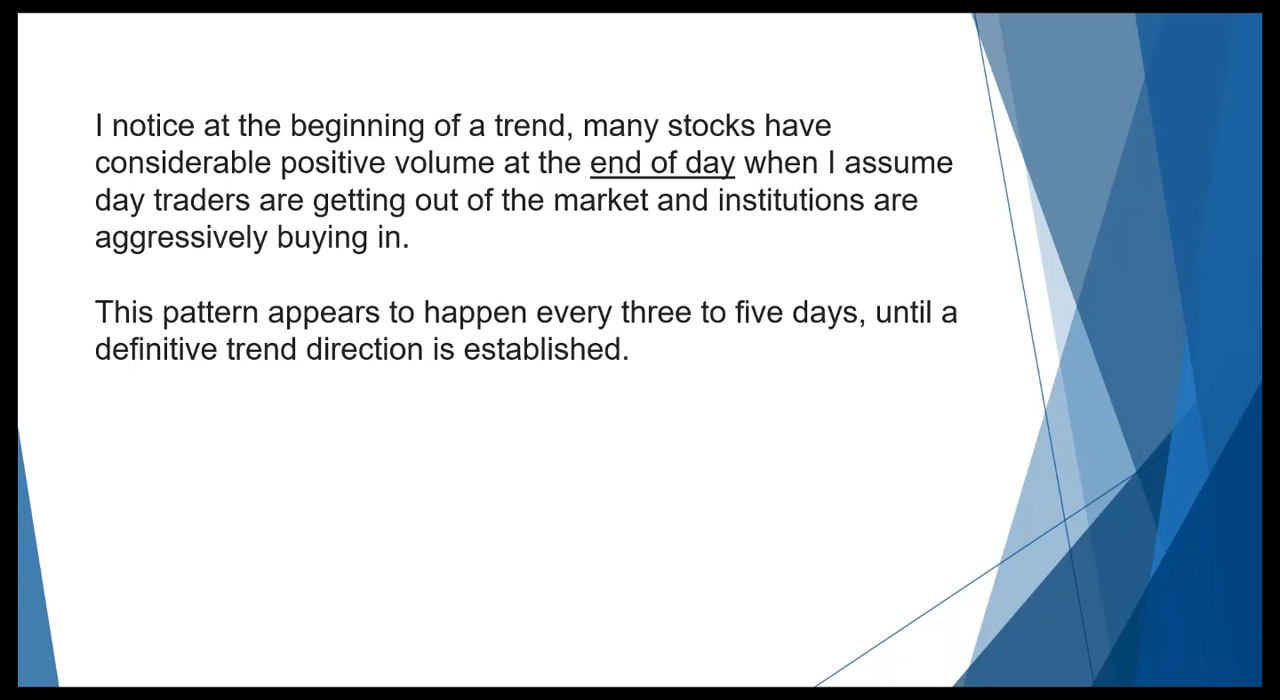 I notice at the beginning of a trend, many stocks have
considerable positive volume at the end of day when I assume
day traders are getting out of the market and institutions are
aggressively buying in.
This pattern appears to happen every three to five days, until a
definitive trend direction is established.